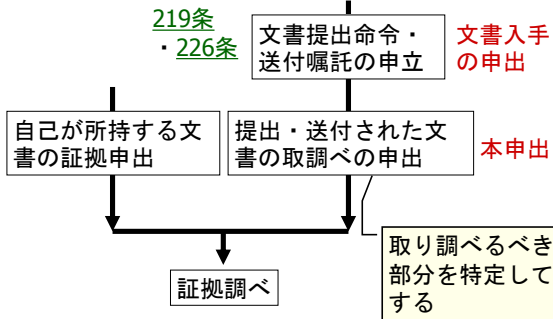 219条
・226条
文書提出命令・
送付嘱託の申立
文書入手
の申出
自己が所持する文
書の証拠申出
提出・送付された文
書の取調べの申出
本申出
取り調べるべき
部分を特定して
する
証拠調べ